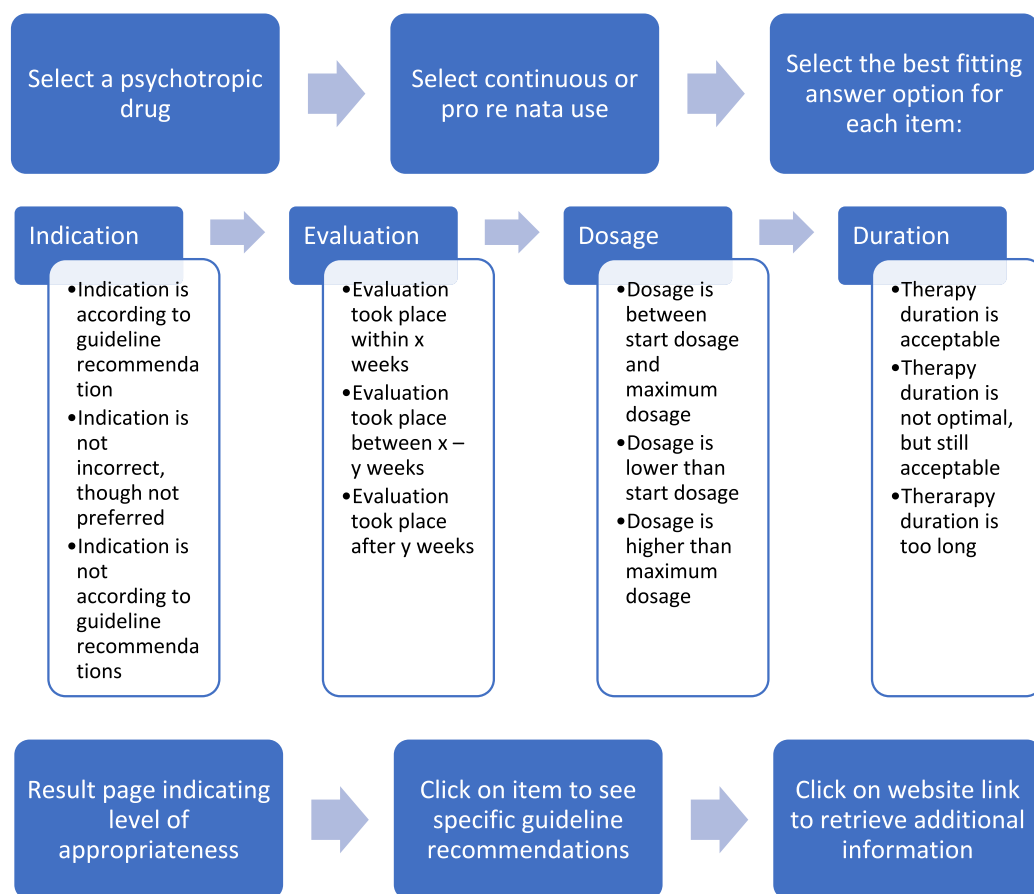 Select a psychotropic
drug
Select continuous or
pro re nata use
Select the best fitting
answer option for
each item:
Indication
•Indication is
according to
guideline
recommenda
tion
•Indication is
not
incorrect,
though not
preferred
•Indication is
not
according to
guideline
recommenda
tions
Evaluation
•Evaluation
took place
within x
weeks
•Evaluation
took place
between x –
y weeks
•Evaluation
took place
after y weeks
Dosage
•Dosage is
between
start dosage
and
maximum
dosage
•Dosage is
lower than
start dosage
•Dosage is
higher than
maximum
dosage
Duration
•Therapy
duration is
acceptable
•Therapy
duration is
not optimal,
but still
acceptable
•Therarapy
duration is
too long
Result page indicating
level of
appropriateness
Click on item to see
specific guideline
recommendations
Click on website link
to retrieve additional
information